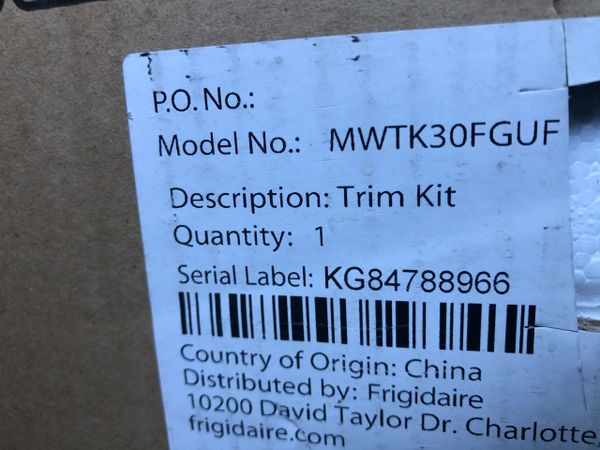 P.O. No.:
Model No.: MWTK30FGUF
Description: Trim Kit
Quantity: 1
Serial Label: KG84788966
Country of Origin: China
Distributed by: Frigidaire
10200 David Taylor Dr. Charlotte,
frigidaire.com